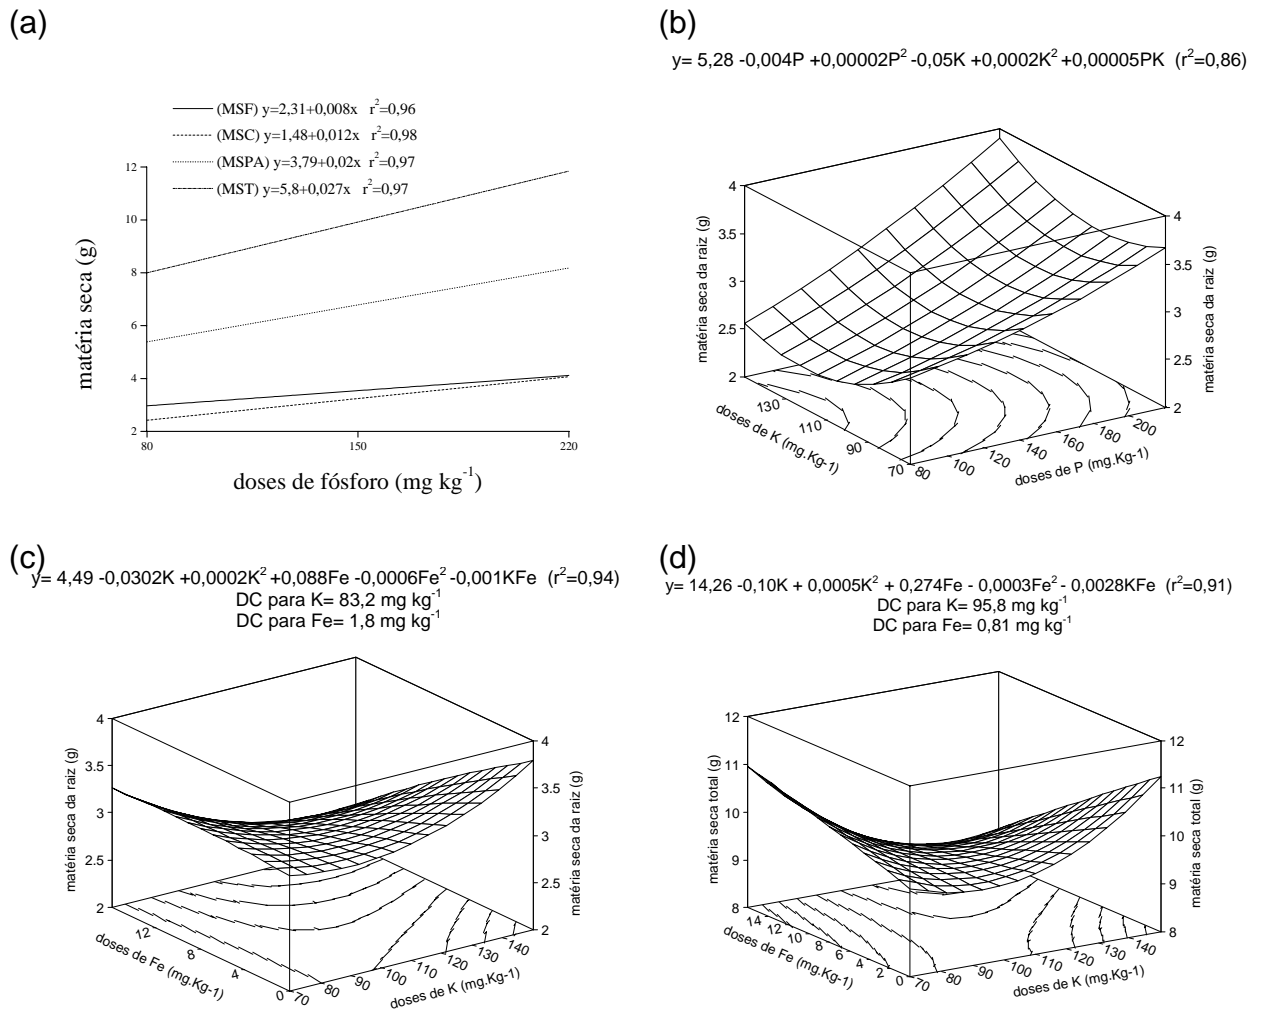 (a)
(MSF) y=2,31+0,008x r²=0,96
(MSC) y=1,48+0,012x r²=0,98
(MSPA) y=3,79+0,02x r²=0,97
(MST) y=5,8+0,027x r²=0,97
matéria seca (g)
12
10
8
6
4
2
80 150 220
doses de fósforo (mg kg⁻¹)
(b)
y= 5,28 -0,004P +0,00002P² -0,05K +0,0002K² +0,00005PK (r²=0,86)
matéria seca da raiz (g)
4
3.5
3
2.5
2
4
3.5
3
2.5
2
matéria seca da raiz (g)
130 110 90 70
doses de K (mg.Kg-1)
80 100 120 140 160 180 200
doses de P (mg.Kg-1)
(c)
y= 4,49 -0,0302K +0,0002K² +0,088Fe -0,0006Fe² -0,001KFe (r²=0,94)
DC para K= 83,2 mg kg⁻¹
DC para Fe= 1,8 mg kg⁻¹
matéria seca da raiz (g)
4
3.5
3
2.5
2
4
3.5
3
2.5
2
matéria seca da raiz (g)
12 8 4 0
doses de Fe (mg.Kg-1)
70 80 90 100 110 120 130 140
doses de K (mg.Kg-1)
(d)
y= 14,26 -0,10K + 0,0005K² + 0,274Fe - 0,0003Fe² - 0,0028KFe (r²=0,91)
DC para K= 95,8 mg kg⁻¹
DC para Fe= 0,81 mg kg⁻¹
matéria seca total (g)
12
11
10
9
8
12
11
10
9
8
matéria seca total (g)
14 12 10 8 6 4 2 0
doses de Fe (mg.Kg-1)
70 80 90 100 110 120 130 140
doses de K (mg.Kg-1)